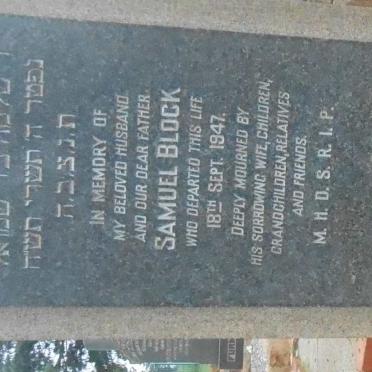 נפטר ה תשרי תש״ח
ת.נ.צ.ב.ה
IN MEMORY OF
MY BELOVED HUSBAND
AND OUR DEAR FATHER
SAMUEL BLOCK
WHO DEPARTED THIS LIFE
18TH SEPT. 1947.
DEEPLY MOURNED BY
HIS SORROWING WIFE, CHILDREN,
GRANDCHILDREN, RELATIVES
AND FRIENDS.
M. H. D. S. R. I. P.